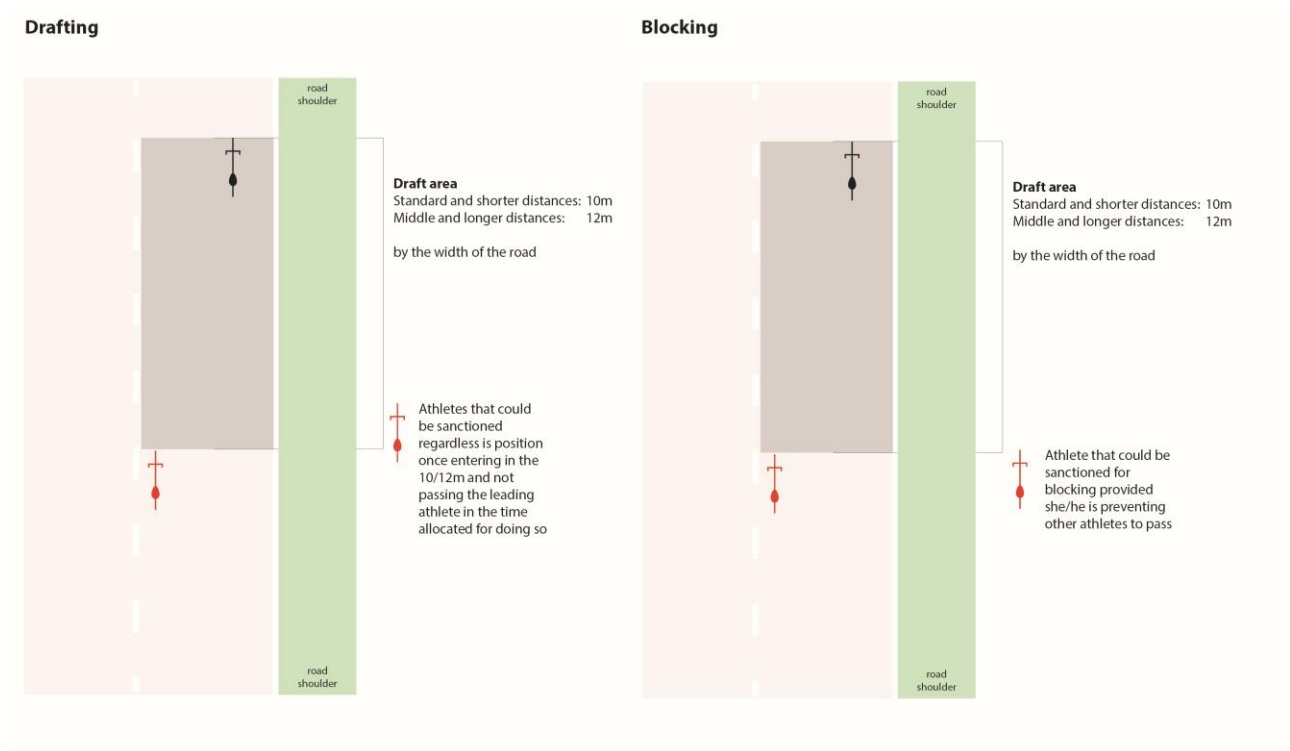 Drafting
road
shoulder
Draft area
Standard and shorter distances: 10m
Middle and longer distances: 12m
by the width of the road
Athletes that could
be sanctioned
regardless is position
once entering in the
10/12m and not
passing the leading
athlete in the time
allocated for doing so
road
shoulder
Blocking
road
shoulder
Draft area
Standard and shorter distances: 10m
Middle and longer distances: 12m
by the width of the road
Athlete that could be
sanctioned for
blocking provided
she/he is preventing
other athletes to pass
road
shoulder